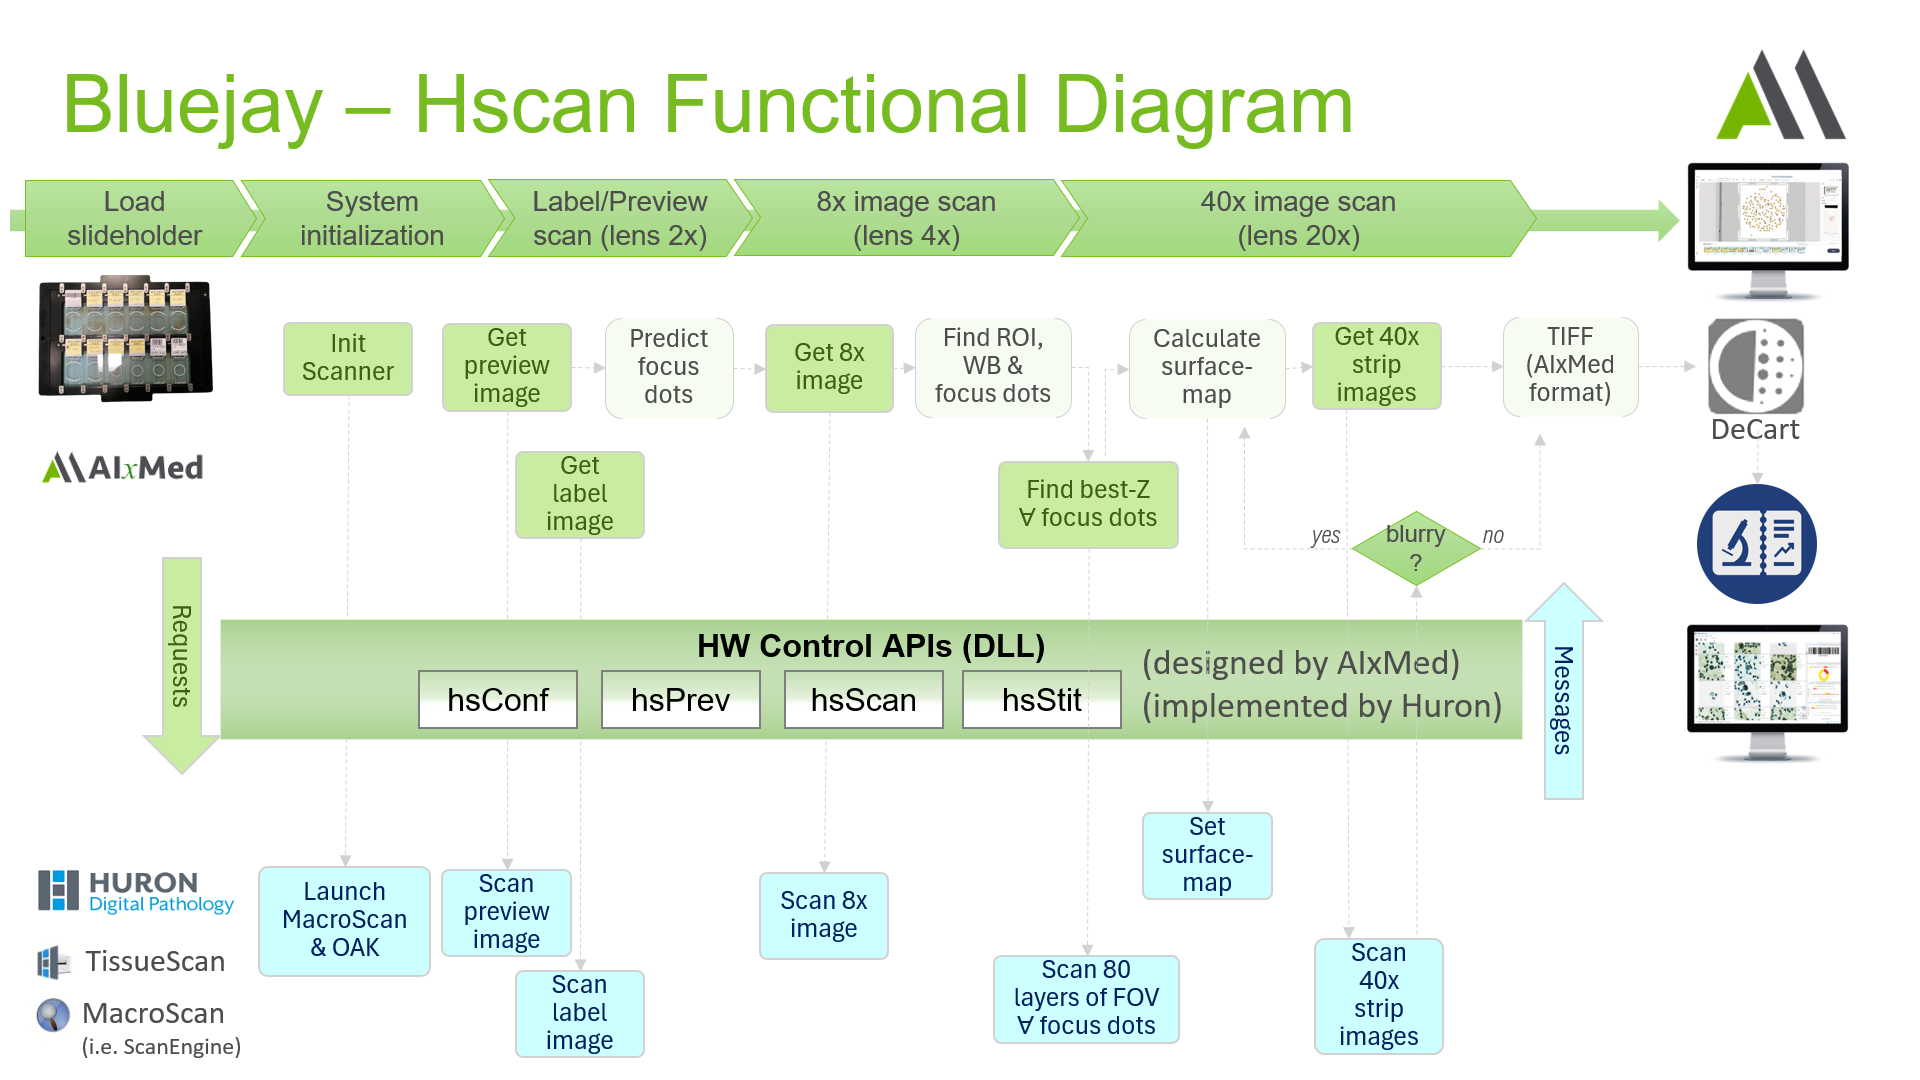 Bluejay – Hscan Functional Diagram
Load
slideholder
System
initialization
Label/Preview
scan (lens 2x)
8x image scan
(lens 4x)
40x image scan
(lens 20x)
Init
Scanner
Get
preview
image
Predict
focus
dots
Get 8x
image
Find ROI,
WB &
focus dots
Calculate
surface-
map
Get 40x
strip
images
TIFF
(AIxMed
format)
DeCart
AIxMed
Get
label
image
Find best-Z
∀ focus dots
yes
blurry
?
no
Requests
HW Control APIs (DLL)
hsConf
hsPrev
hsScan
hsStit
(designed by AIxMed)
(implemented by Huron)
Messages
Set
surface-
map
HURON
Digital Pathology
TissueScan
MacroScan
(i.e. ScanEngine)
Launch
MacroScan
& OAK
Scan
preview
image
Scan
label
image
Scan 8x
image
Scan 80
layers of FOV
∀ focus dots
Scan
40x
strip
images